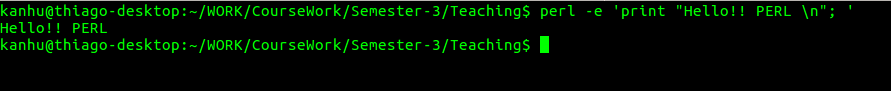 kanhu@thiago-desktop:~/WORK/CourseWork/Semester-3/Teaching$ perl -e 'print "Hello!! PERL \n"; '
Hello!! PERL
kanhu@thiago-desktop:~/WORK/CourseWork/Semester-3/Teaching$